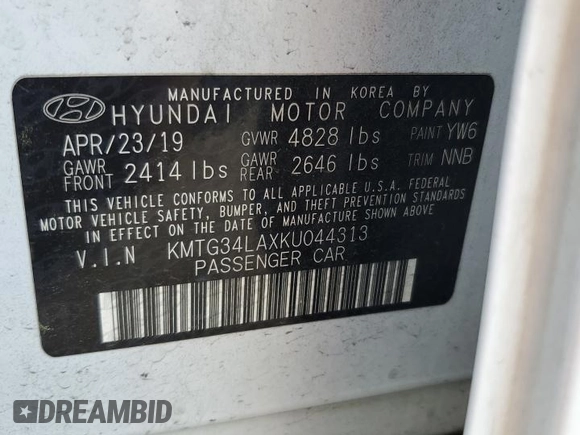 MANUFACTURED IN KOREA BY
HYUNDAI MOTOR COMPANY
APR/23/19 GVWR 4828 lbs PAINT YW6
GAWR FRONT 2414 lbs GAWR REAR 2646 lbs TRIM NNB
THIS VEHICLE CONFORMS TO ALL APPLICABLE U.S.A. FEDERAL
MOTOR VEHICLE SAFETY, BUMPER, AND THEFT PREVENTION STANDARDS
IN EFFECT ON THE DATE OF MANUFACTURE SHOWN ABOVE.
V.I.N KMTG34LAXKU044313
PASSENGER CAR
DREAMBID